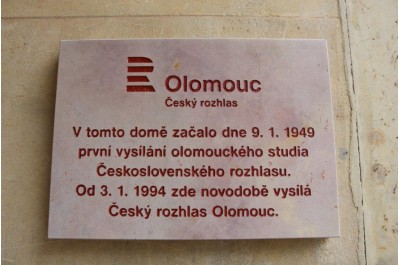 Olomouc
Český rozhlas
V tomto domě začalo dne 9. 1. 1949
první vysílání olomouckého studia
Československého rozhlasu.
Od 3. 1. 1994 zde novodobě vysílá
Český rozhlas Olomouc.